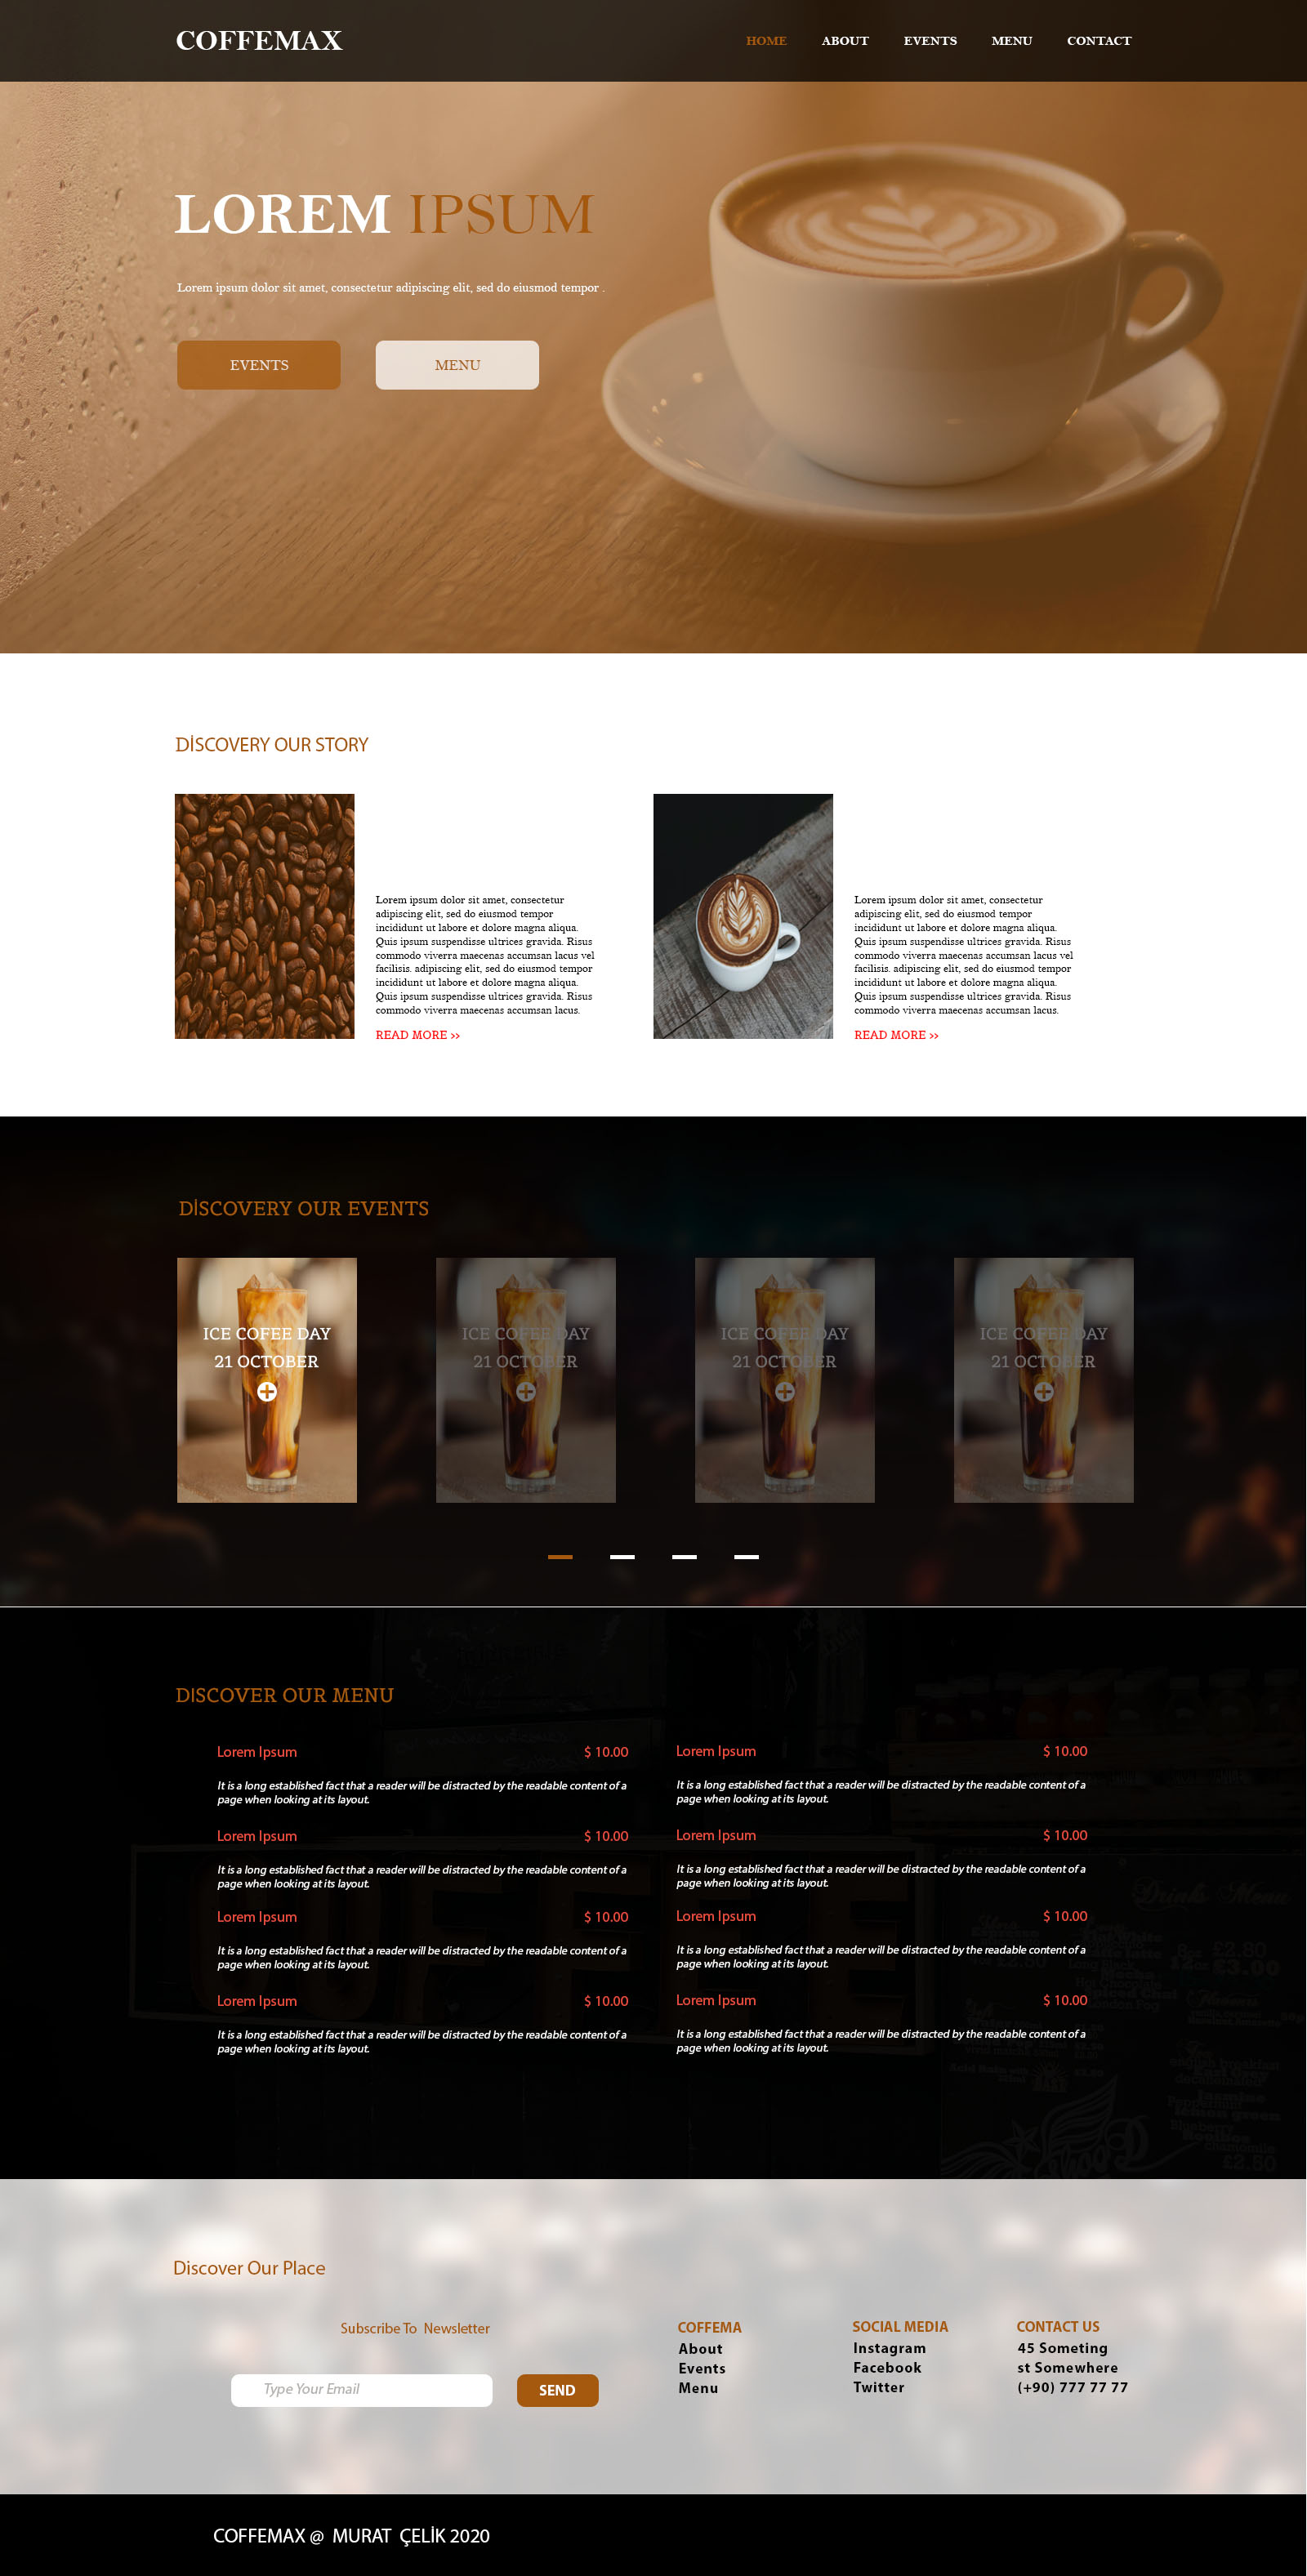 COFFEMAX
HOME ABOUT EVENTS MENU CONTACT
LOREM IPSUM
Lorem ipsum dolor sit amet, consectetur adipiscing elit, sed do eiusmod tempor .
EVENTS
MENU
DİSCOVERY OUR STORY
Lorem ipsum dolor sit amet, consectetur
adipiscing elit, sed do eiusmod tempor
incididunt ut labore et dolore magna aliqua.
Quis ipsum suspendisse ultrices gravida. Risus
commodo viverra maecenas accumsan lacus vel
facilisis. adipiscing elit, sed do eiusmod tempor
incididunt ut labore et dolore magna aliqua.
Quis ipsum suspendisse ultrices gravida. Risus
commodo viverra maecenas accumsan lacus.
READ MORE >>
Lorem ipsum dolor sit amet, consectetur
adipiscing elit, sed do eiusmod tempor
incididunt ut labore et dolore magna aliqua.
Quis ipsum suspendisse ultrices gravida. Risus
commodo viverra maecenas accumsan lacus vel
facilisis. adipiscing elit, sed do eiusmod tempor
incididunt ut labore et dolore magna aliqua.
Quis ipsum suspendisse ultrices gravida. Risus
commodo viverra maecenas accumsan lacus.
READ MORE >>
DİSCOVERY OUR EVENTS
ICE COFEE DAY
21 OCTOBER
ICE COFEE DAY
21 OCTOBER
ICE COFEE DAY
21 OCTOBER
ICE COFEE DAY
21 OCTOBER
DISCOVER OUR MENU
Lorem Ipsum $ 10.00
It is a long established fact that a reader will be distracted by the readable content of a
page when looking at its layout.
Lorem Ipsum $ 10.00
It is a long established fact that a reader will be distracted by the readable content of a
page when looking at its layout.
Lorem Ipsum $ 10.00
It is a long established fact that a reader will be distracted by the readable content of a
page when looking at its layout.
Lorem Ipsum $ 10.00
It is a long established fact that a reader will be distracted by the readable content of a
page when looking at its layout.
Lorem Ipsum $ 10.00
It is a long established fact that a reader will be distracted by the readable content of a
page when looking at its layout.
Lorem Ipsum $ 10.00
It is a long established fact that a reader will be distracted by the readable content of a
page when looking at its layout.
Lorem Ipsum $ 10.00
It is a long established fact that a reader will be distracted by the readable content of a
page when looking at its layout.
Lorem Ipsum $ 10.00
It is a long established fact that a reader will be distracted by the readable content of a
page when looking at its layout.
Drinks Menu
£2.80
£3.00
£2.50
Discover Our Place
Subscribe To Newsletter
Type Your Email
SEND
COFFEMA
About
Events
Menu
SOCIAL MEDIA
Instagram
Facebook
Twitter
CONTACT US
45 Someting
st Somewhere
(+90) 777 77 77
COFFEMAX @ MURAT ÇELİK 2020